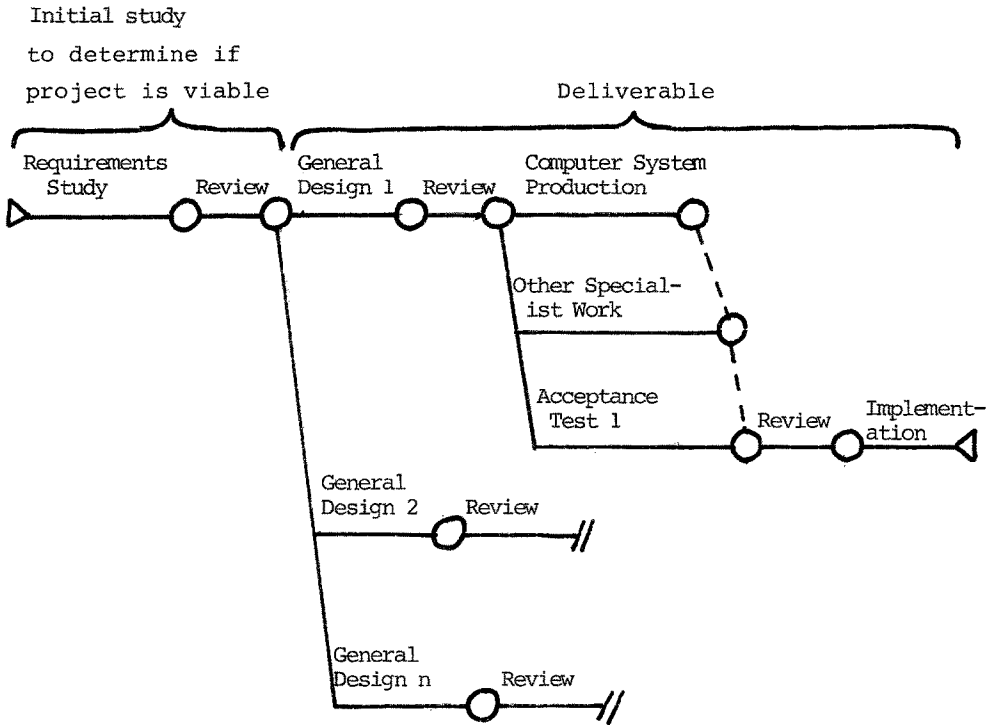 Initial study
to determine if
project is viable
Deliverable
Requirements
Study
Review
General
Design 1
Review
Computer System
Production
Other Special-
ist Work
Acceptance
Test 1
Review
Implement-
ation
General
Design 2
Review
General
Design n
Review